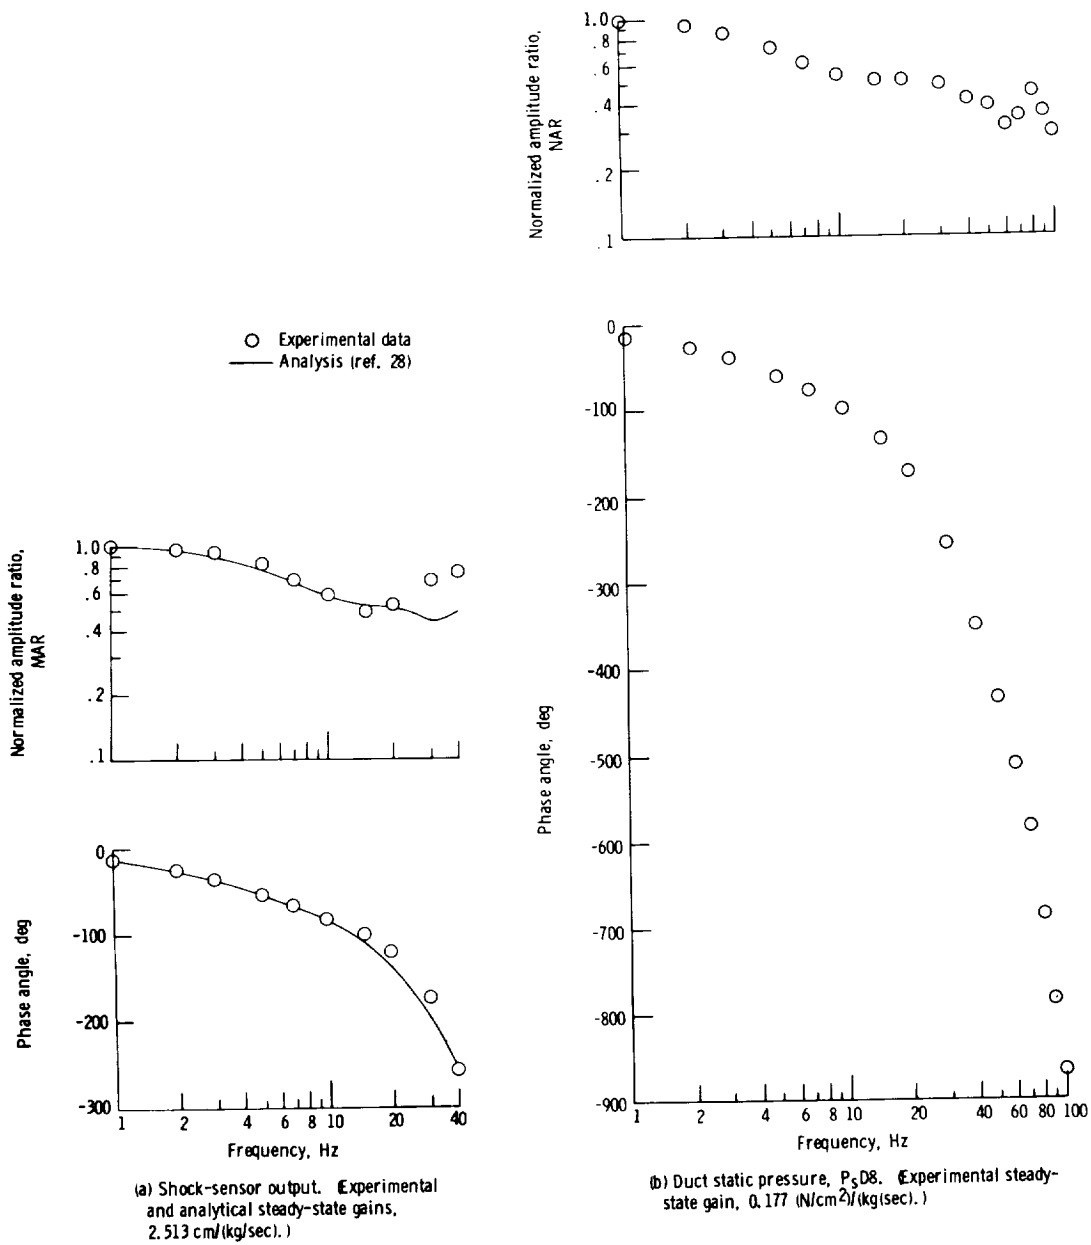 Normalized amplitude ratio,
NAR
1.0
.8
.6
.4
.2
.1
Experimental data
Analysis (ref. 28)
Normalized amplitude ratio,
MAR
1.0
.8
.6
.4
.2
.1
Phase angle, deg
0
-100
-200
-300
1 2 4 6 8 10 20 40
Frequency, Hz
(a) Shock-sensor output. (Experimental
and analytical steady-state gains,
2.513 cm/(kg/sec).)
Phase angle, deg
0
-100
-200
-300
-400
-500
-600
-700
-800
-900
1 2 4 6 8 10 20 40 60 80 100
Frequency, Hz
(b) Duct static pressure, PsD8. (Experimental steady-
state gain, 0.177 (N/cm²)/(kg(sec).)